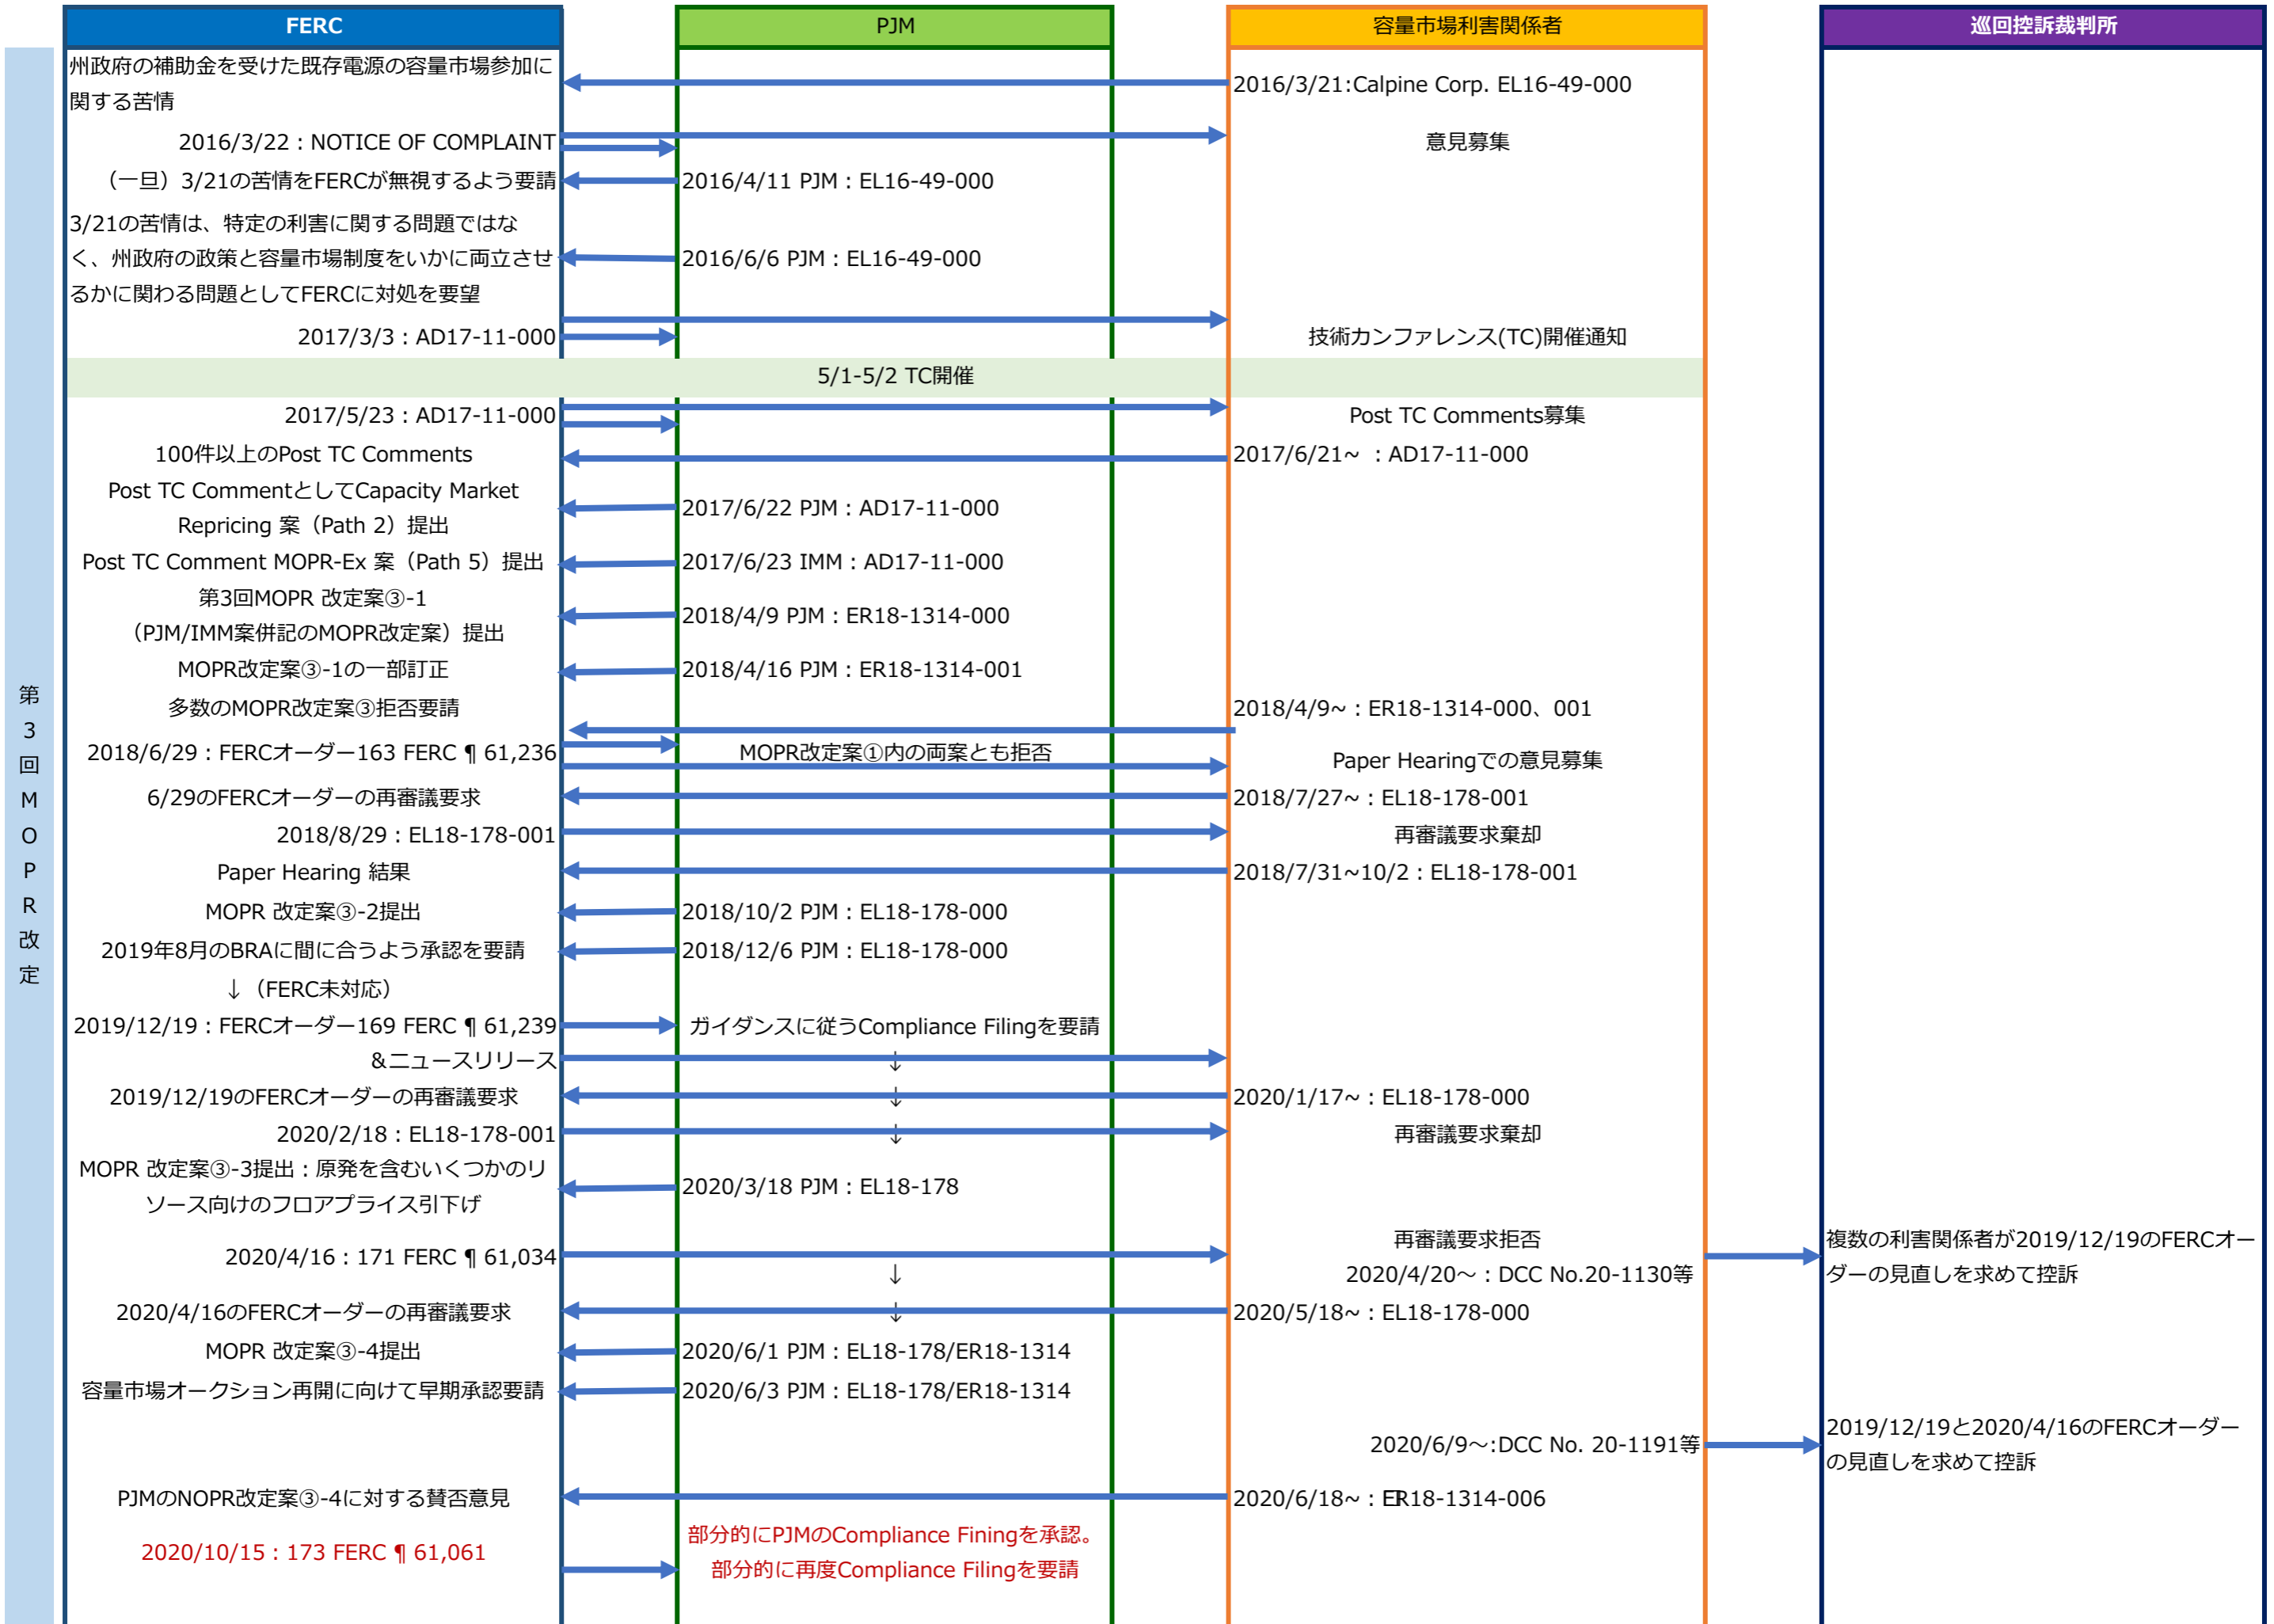 FERC
PJM
容量市場利害関係者
巡回控訴裁判所
州政府の補助金を受けた既存電源の容量市場参加に
関する苦情
2016/3/21:Calpine Corp. EL16-49-000
2016/3/22：NOTICE OF COMPLAINT
意見募集
（一旦）3/21の苦情をFERCが無視するよう要請
2016/4/11 PJM：EL16-49-000
3/21の苦情は、特定の利害に関する問題ではな
く、州政府の政策と容量市場制度をいかに両立させ
るかに関わる問題としてFERCに対処を要望
2016/6/6 PJM：EL16-49-000
2017/3/3：AD17-11-000
技術カンファレンス(TC)開催通知
5/1-5/2 TC開催
2017/5/23：AD17-11-000
Post TC Comments募集
100件以上のPost TC Comments
2017/6/21~ ：AD17-11-000
Post TC CommentとしてCapacity Market
Repricing 案（Path 2）提出
2017/6/22 PJM：AD17-11-000
Post TC Comment MOPR-Ex 案（Path 5）提出
2017/6/23 IMM：AD17-11-000
第3回MOPR 改定案③-1
（PJM/IMM案併記のMOPR改定案）提出
2018/4/9 PJM：ER18-1314-000
MOPR改定案③-1の一部訂正
2018/4/16 PJM：ER18-1314-001
多数のMOPR改定案③拒否要請
2018/4/9~：ER18-1314-000、001
2018/6/29：FERCオーダー163 FERC ¶ 61,236
MOPR改定案①内の両案とも拒否
Paper Hearingでの意見募集
6/29のFERCオーダーの再審議要求
2018/7/27~：EL18-178-001
2018/8/29：EL18-178-001
再審議要求棄却
Paper Hearing 結果
2018/7/31~10/2：EL18-178-001
MOPR 改定案③-2提出
2018/10/2 PJM：EL18-178-000
2019年8月のBRAに間に合うよう承認を要請
2018/12/6 PJM：EL18-178-000
↓（FERC未対応）
2019/12/19：FERCオーダー169 FERC ¶ 61,239
ガイダンスに従うCompliance Filingを要請
&ニュースリリース
↓
2019/12/19のFERCオーダーの再審議要求
↓
2020/1/17~：EL18-178-000
2020/2/18：EL18-178-001
↓
再審議要求棄却
MOPR 改定案③-3提出：原発を含むいくつかのリ
ソース向けのフロアプライス引下げ
2020/3/18 PJM：EL18-178
2020/4/16：171 FERC ¶ 61,034
↓
再審議要求拒否
2020/4/20～：DCC No.20-1130等
複数の利害関係者が2019/12/19のFERCオー
ダーの見直しを求めて控訴
2020/4/16のFERCオーダーの再審議要求
↓
2020/5/18~：EL18-178-000
MOPR 改定案③-4提出
2020/6/1 PJM：EL18-178/ER18-1314
容量市場オークション再開に向けて早期承認要請
2020/6/3 PJM：EL18-178/ER18-1314
2020/6/9～:DCC No. 20-1191等
2019/12/19と2020/4/16のFERCオーダー
の見直しを求めて控訴
PJMのNOPR改定案③-4に対する賛否意見
2020/6/18~：ER18-1314-006
2020/10/15：173 FERC ¶ 61,061
部分的にPJMのCompliance Finingを承認。
部分的に再度Compliance Filingを要請
第
3
回
M
O
P
R
改
定